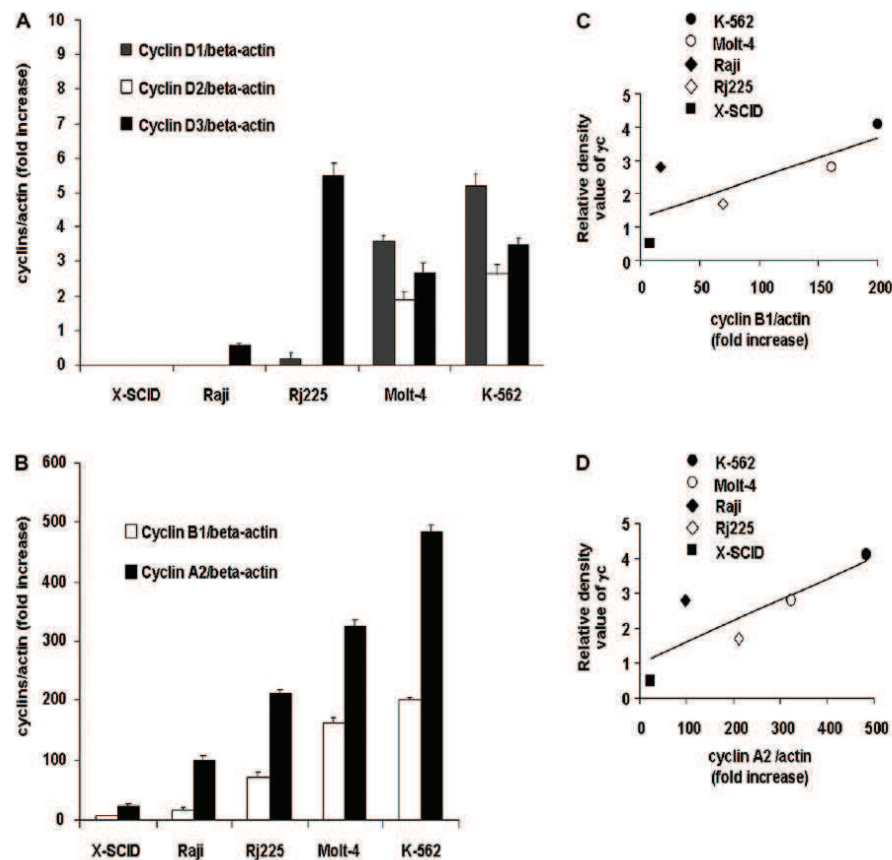 A
10
9
8
7
6
5
4
3
2
1
0
cyclins/actin (fold increase)
Cyclin D1/beta-actin
Cyclin D2/beta-actin
Cyclin D3/beta-actin
X-SCID Raji Rj225 Molt-4 K-562
B
600
500
400
300
200
100
0
cyclins/actin (fold increase)
Cyclin B1/beta-actin
Cyclin A2/beta-actin
X-SCID Raji Rj225 Molt-4 K-562
C
K-562
Molt-4
Raji
Rj225
X-SCID
Relative density
value of γc
5
4
3
2
1
0
0 50 100 150 200
cyclin B1/actin
(fold increase)
D
K-562
Molt-4
Raji
Rj225
X-SCID
Relative density
value of γc
5
4
3
2
1
0
0 100 200 300 400 500
cyclin A2 /actin
(fold increase)